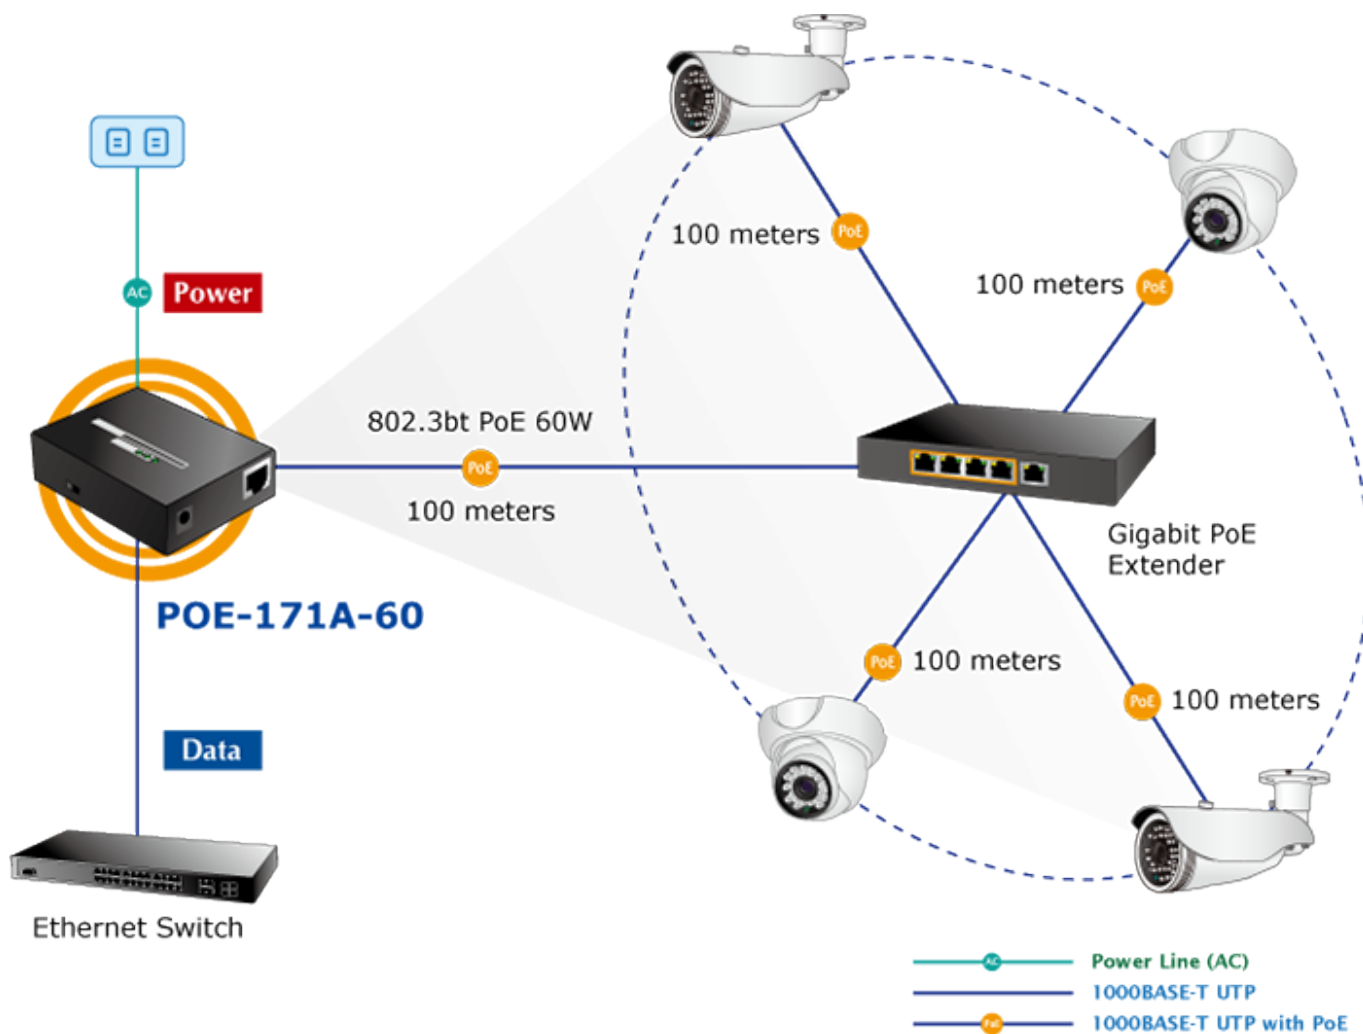 100 meters
PoE
100 meters
PoE
AC
Power
802.3bt PoE 60W
PoE
100 meters
Gigabit PoE
Extender
POE-171A-60
PoE
100 meters
PoE
100 meters
Data
Ethernet Switch
AC
Power Line (AC)
1000BASE-T UTP
PoE
1000BASE-T UTP with PoE